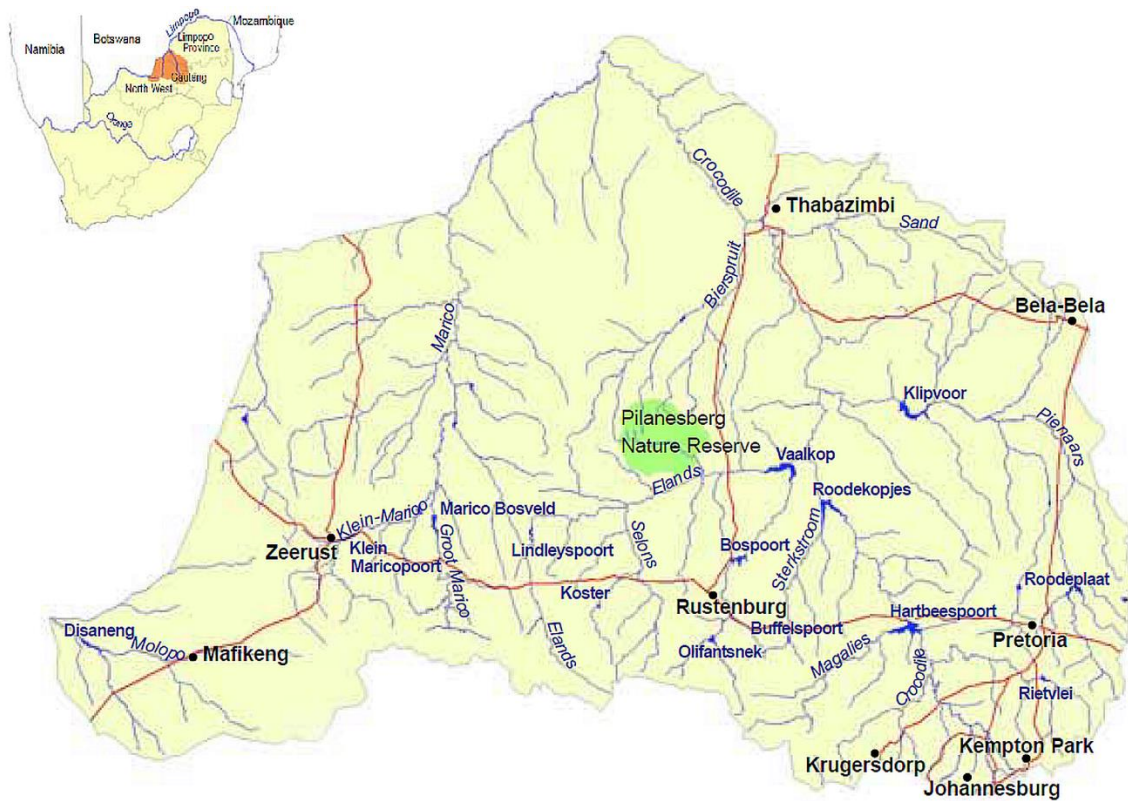 Limpopo
Mozambique
Botswana
Limpopo
Province
Namibia
Gauteng
North West
Orange
Crocodile
Thabazimbi
Sand
Bierspruit
Bela-Bela
Marico
Klipvoor
Pilanesberg
Nature Reserve
Pienaars
Vaalkop
Elands
Roodekopjes
Klein-Marico
Marico Bosveld
Zeerust
Klein
Maricopoort
Groot Marico
Lindleyspoort
Selons
Bospoort
Sterkstroom
Koster
Rustenburg
Roodeplaat
Hartbeespoort
Disaneng
Molopo
Mafikeng
Elands
Buffelspoort
Olifantsnek
Magalies
Pretoria
Crocodile
Rietvlei
Krugersdorp
Kempton Park
Johannesburg